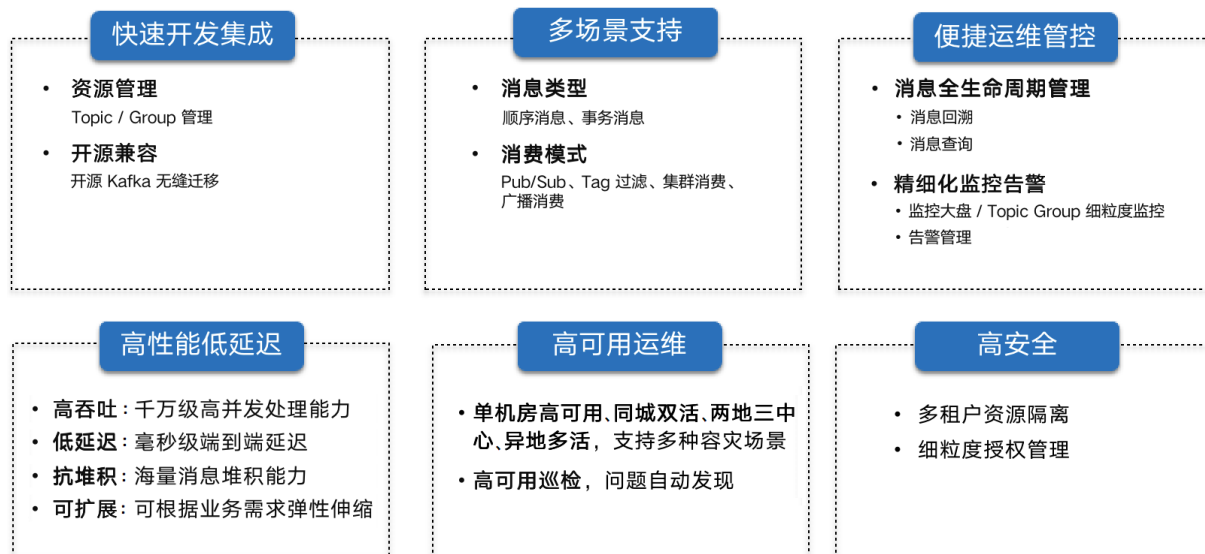 快速开发集成
• 资源管理
Topic / Group 管理
• 开源兼容
开源 Kafka 无缝迁移
多场景支持
• 消息类型
顺序消息、事务消息
• 消费模式
Pub/Sub、Tag 过滤、集群消费、
广播消费
便捷运维管控
• 消息全生命周期管理
• 消息回溯
• 消息查询
• 精细化监控告警
• 监控大盘 / Topic Group 细粒度监控
• 告警管理
高性能低延迟
• 高吞吐：千万级高并发处理能力
• 低延迟：毫秒级端到端延迟
• 抗堆积：海量消息堆积能力
• 可扩展：可根据业务需求弹性伸缩
高可用运维
• 单机房高可用、同城双活、两地三中
心、异地多活，支持多种容灾场景
• 高可用巡检，问题自动发现
高安全
• 多租户资源隔离
• 细粒度授权管理